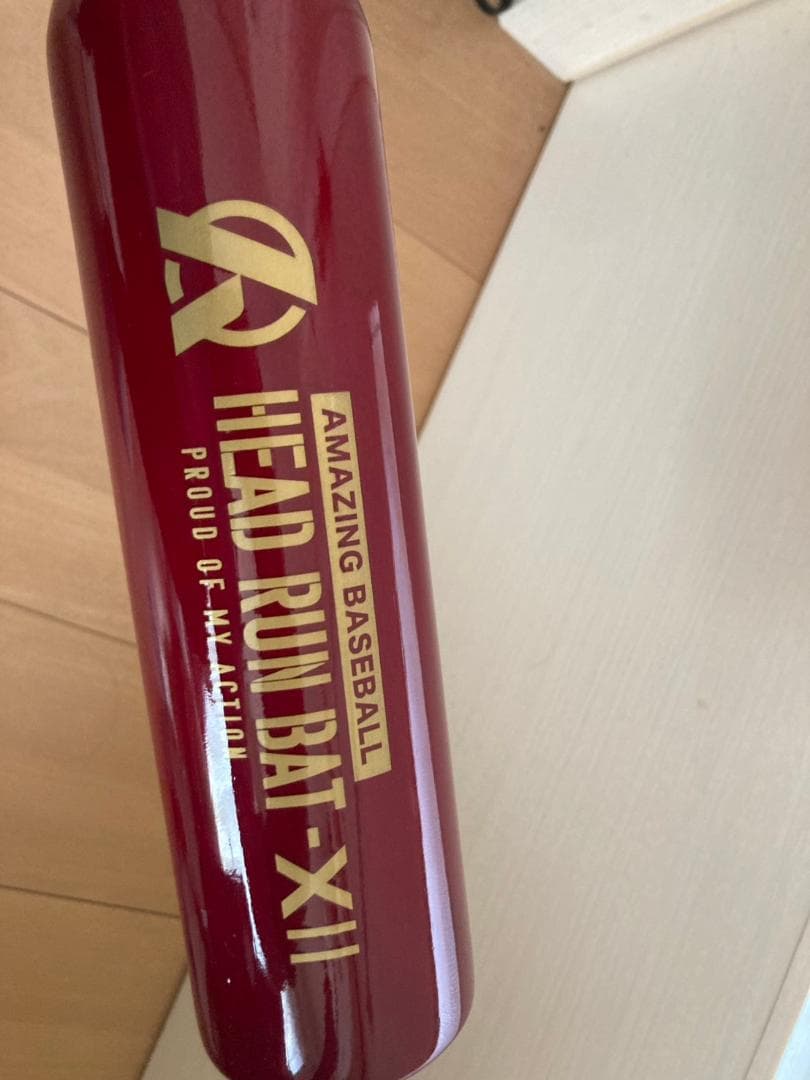 AMAZING BASEBALL
HEAD RUN BAT - XII
PROUD OF MY ACTION